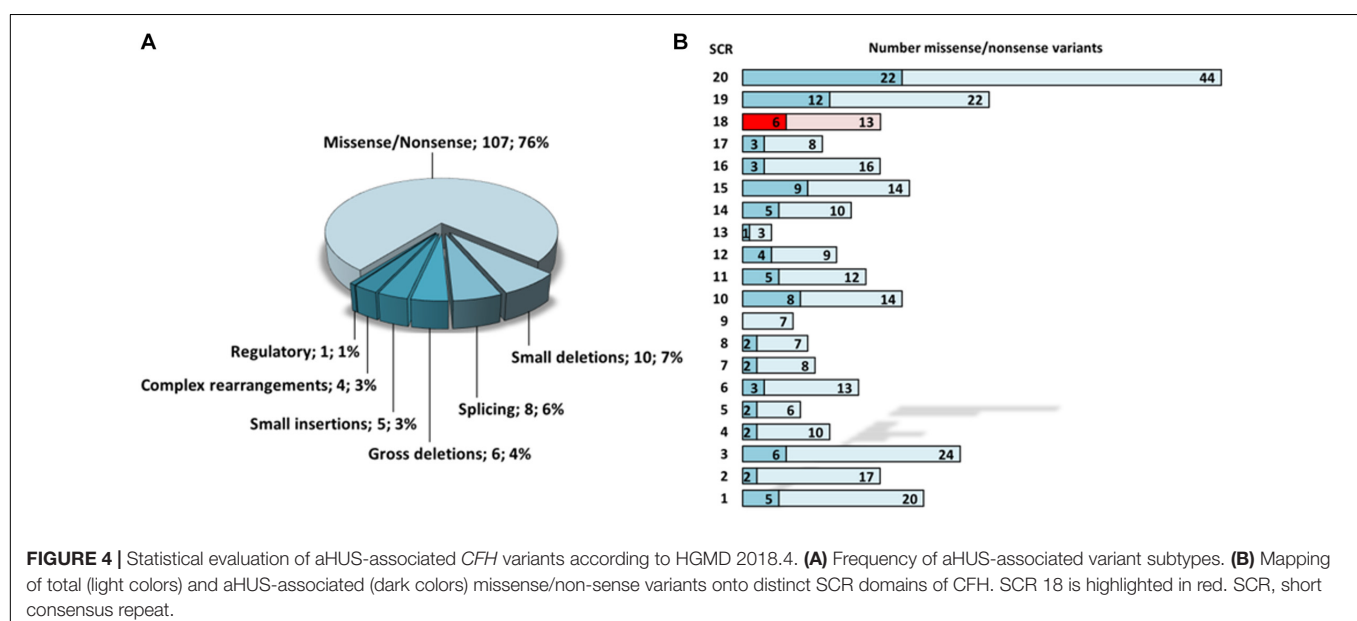 A
Missense/Nonsense; 107; 76%
Regulatory; 1; 1%
Complex rearrangements; 4; 3%
Small insertions; 5; 3%
Gross deletions; 6; 4%
Splicing; 8; 6%
Small deletions; 10; 7%
B
SCR Number missense/nonsense variants
20 22 44
19 12 22
18 6 13
17 3 8
16 3 16
15 9 14
14 5 10
13 1 3
12 4 9
11 5 12
10 8 14
9 7
8 2 7
7 2 8
6 3 13
5 2 6
4 2 10
3 6 24
2 2 17
1 5 20
FIGURE 4 | Statistical evaluation of aHUS-associated CFH variants according to HGMD 2018.4. (A) Frequency of aHUS-associated variant subtypes. (B) Mapping
of total (light colors) and aHUS-associated (dark colors) missense/non-sense variants onto distinct SCR domains of CFH. SCR 18 is highlighted in red. SCR, short
consensus repeat.